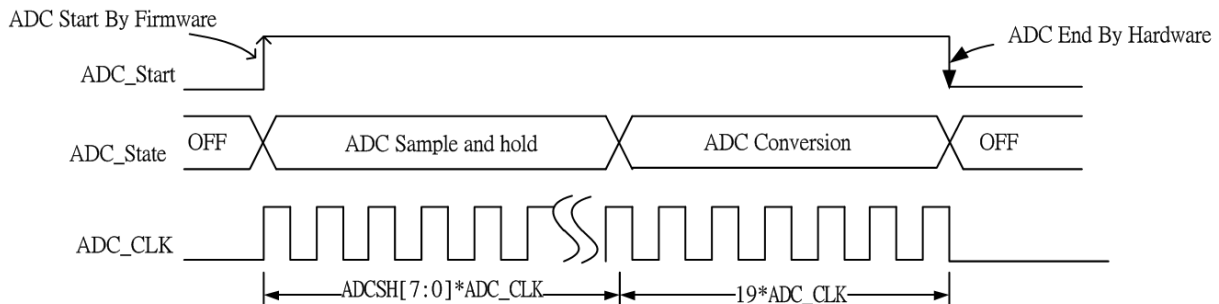 ADC Start By Firmware
ADC End By Hardware
ADC_Start
ADC_State
OFF
ADC Sample and hold
ADC Conversion
OFF
ADC_CLK
ADCSH[7:0]*ADC_CLK
19*ADC_CLK